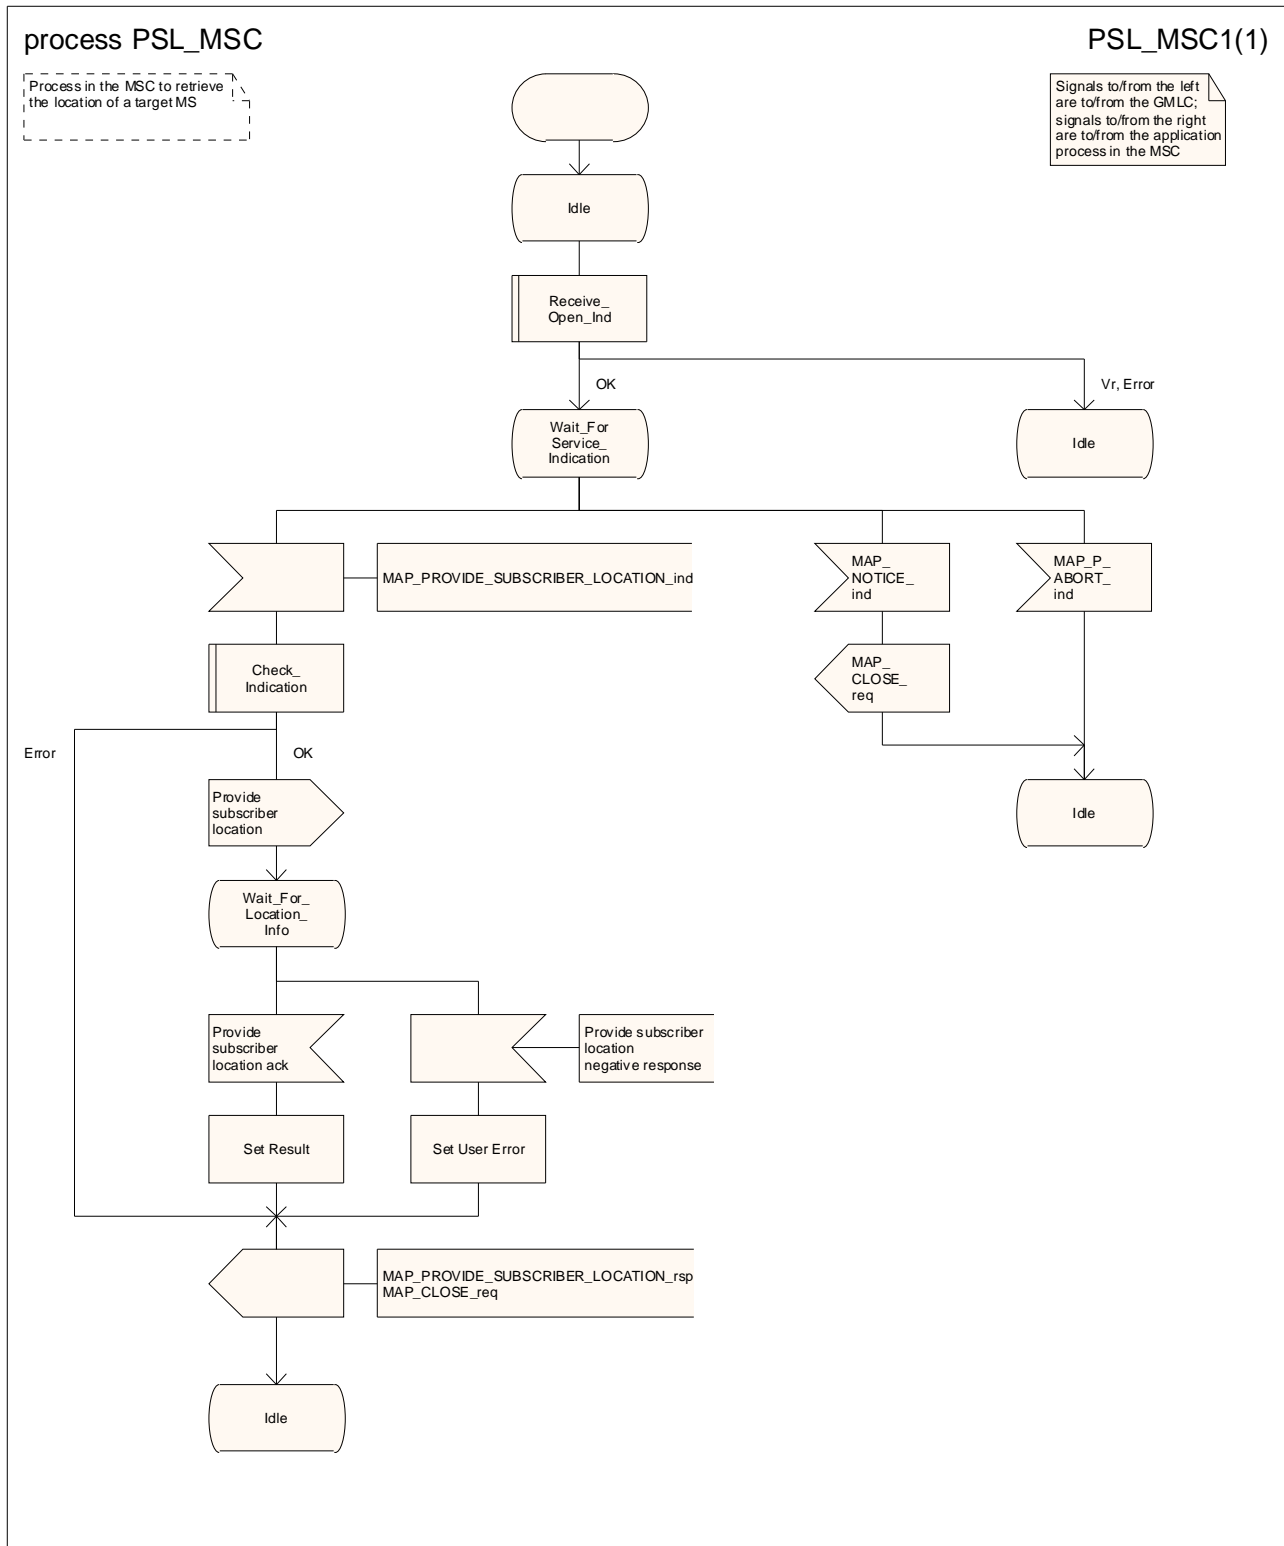 process PSL_MSC
PSL_MSC1(1)
Process in the MSC to retrieve
the location of a target MS
Signals to/from the left
are to/from the GMLC;
signals to/from the right
are to/from the application
process in the MSC
Idle
Receive_
Open_Ind
OK
Vr, Error
Wait_For
Service_
Indication
Idle
MAP_PROVIDE_SUBSCRIBER_LOCATION_ind
MAP_
NOTICE_
ind
MAP_P_
ABORT_
ind
Check_
Indication
MAP_
CLOSE_
req
Error
OK
Provide
subscriber
location
Idle
Wait_For_
Location_
Info
Provide
subscriber
location ack
Provide subscriber
location
negative response
Set Result
Set User Error
MAP_PROVIDE_SUBSCRIBER_LOCATION_rsp
MAP_CLOSE_req
Idle